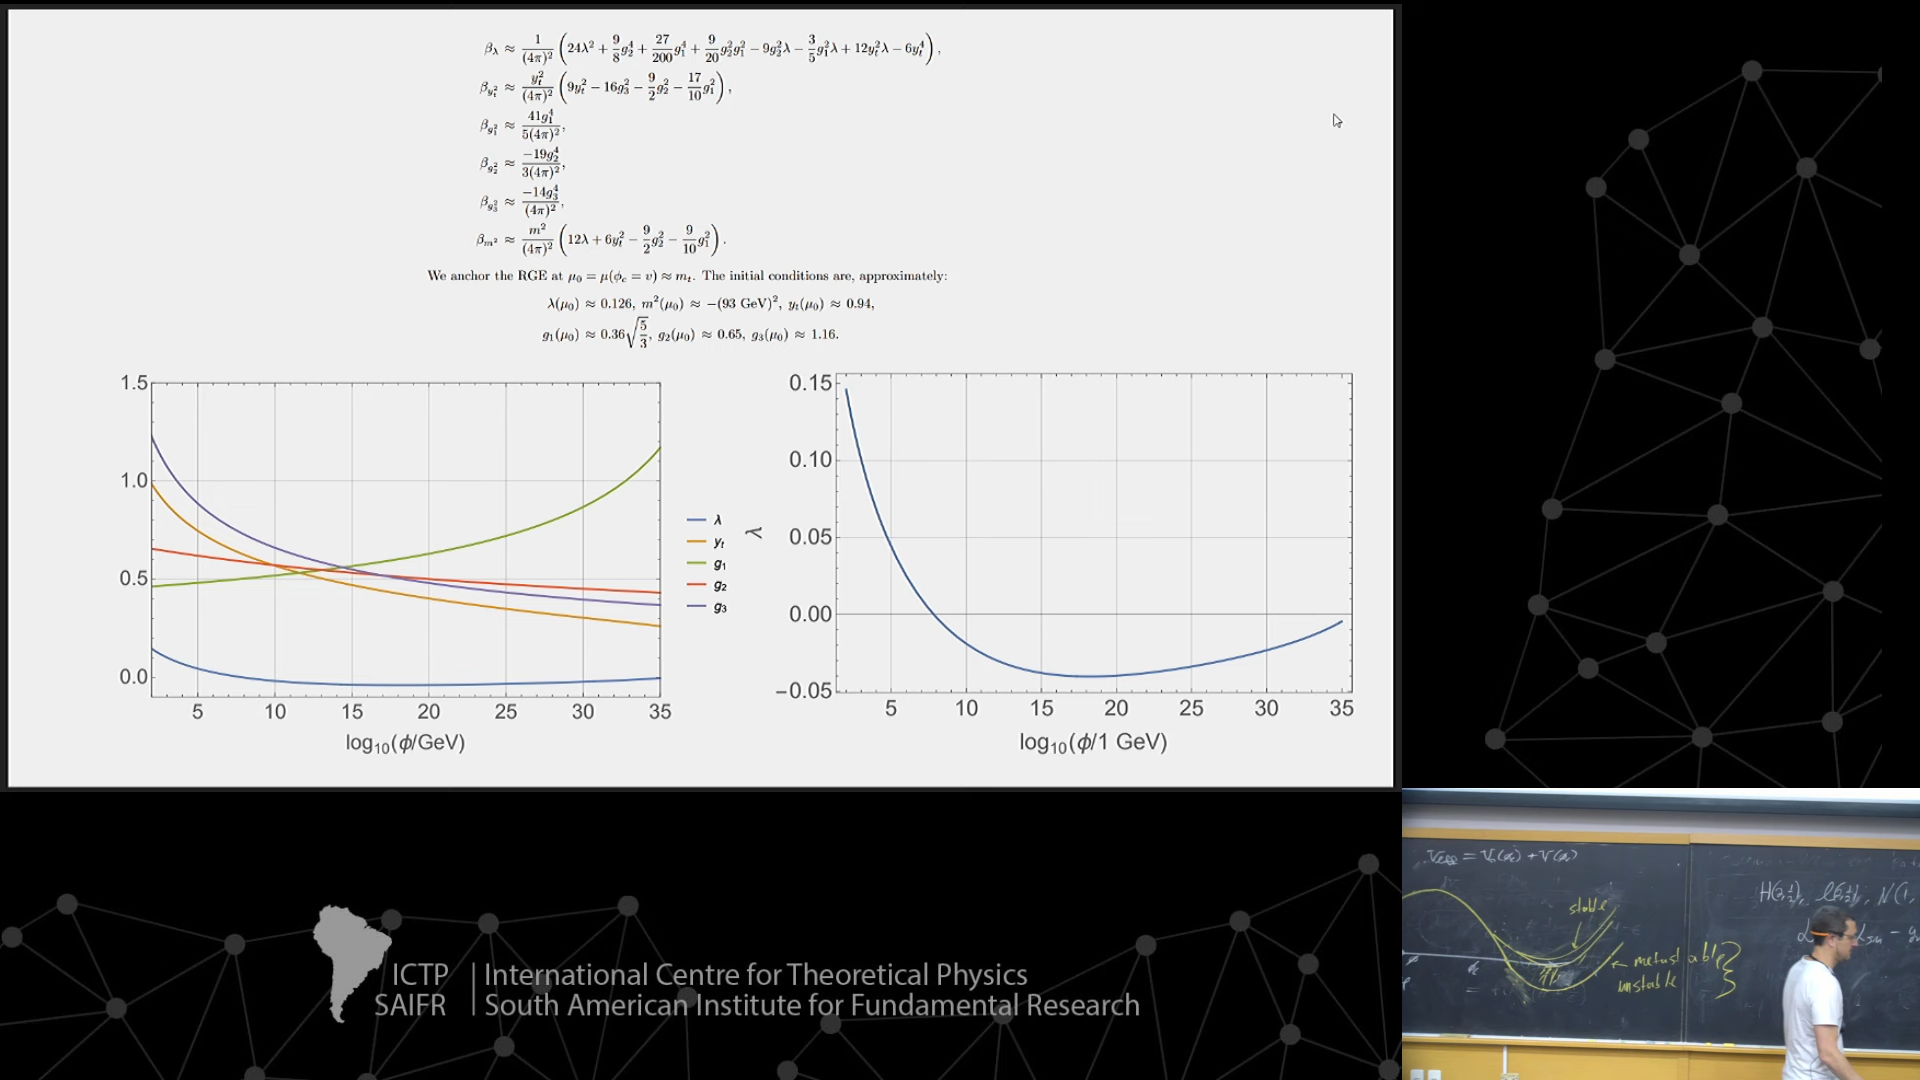 β_λ ≈ 1/(4π)² (24λ² + 9/8 g₂⁴ + 27/200 g₁⁴ + 9/20 g₂²g₁² − 9g₂²λ − 3/5 g₁²λ + 12y_t²λ − 6y_t⁴),
β_{y_t²} ≈ y_t²/(4π)² (9y_t² − 16g₃² − 9/2 g₂² − 17/10 g₁²),
β_{g₁²} ≈ 41g₁⁴/5(4π)²,
β_{g₂²} ≈ −19g₂⁴/3(4π)²,
β_{g₃²} ≈ −14g₃⁴/(4π)²,
β_{m²} ≈ m²/(4π)² (12λ + 6y_t² − 9/2 g₂² − 9/10 g₁²).
We anchor the RGE at μ₀ = μ(ϕ_c = v) ≈ m_t. The initial conditions are, approximately:
λ(μ₀) ≈ 0.126, m²(μ₀) ≈ −(93 GeV)², y_t(μ₀) ≈ 0.94,
g₁(μ₀) ≈ 0.36√(5/3), g₂(μ₀) ≈ 0.65, g₃(μ₀) ≈ 1.16.
1.5
1.0
0.5
0.0
5 10 15 20 25 30 35
log₁₀(ϕ/GeV)
λ
y_t
g₁
g₂
g₃
λ
0.15
0.10
0.05
0.00
−0.05
5 10 15 20 25 30 35
log₁₀(ϕ/1 GeV)
stable
metastable
unstable
ICTP | International Centre for Theoretical Physics
SAIFR | South American Institute for Fundamental Research